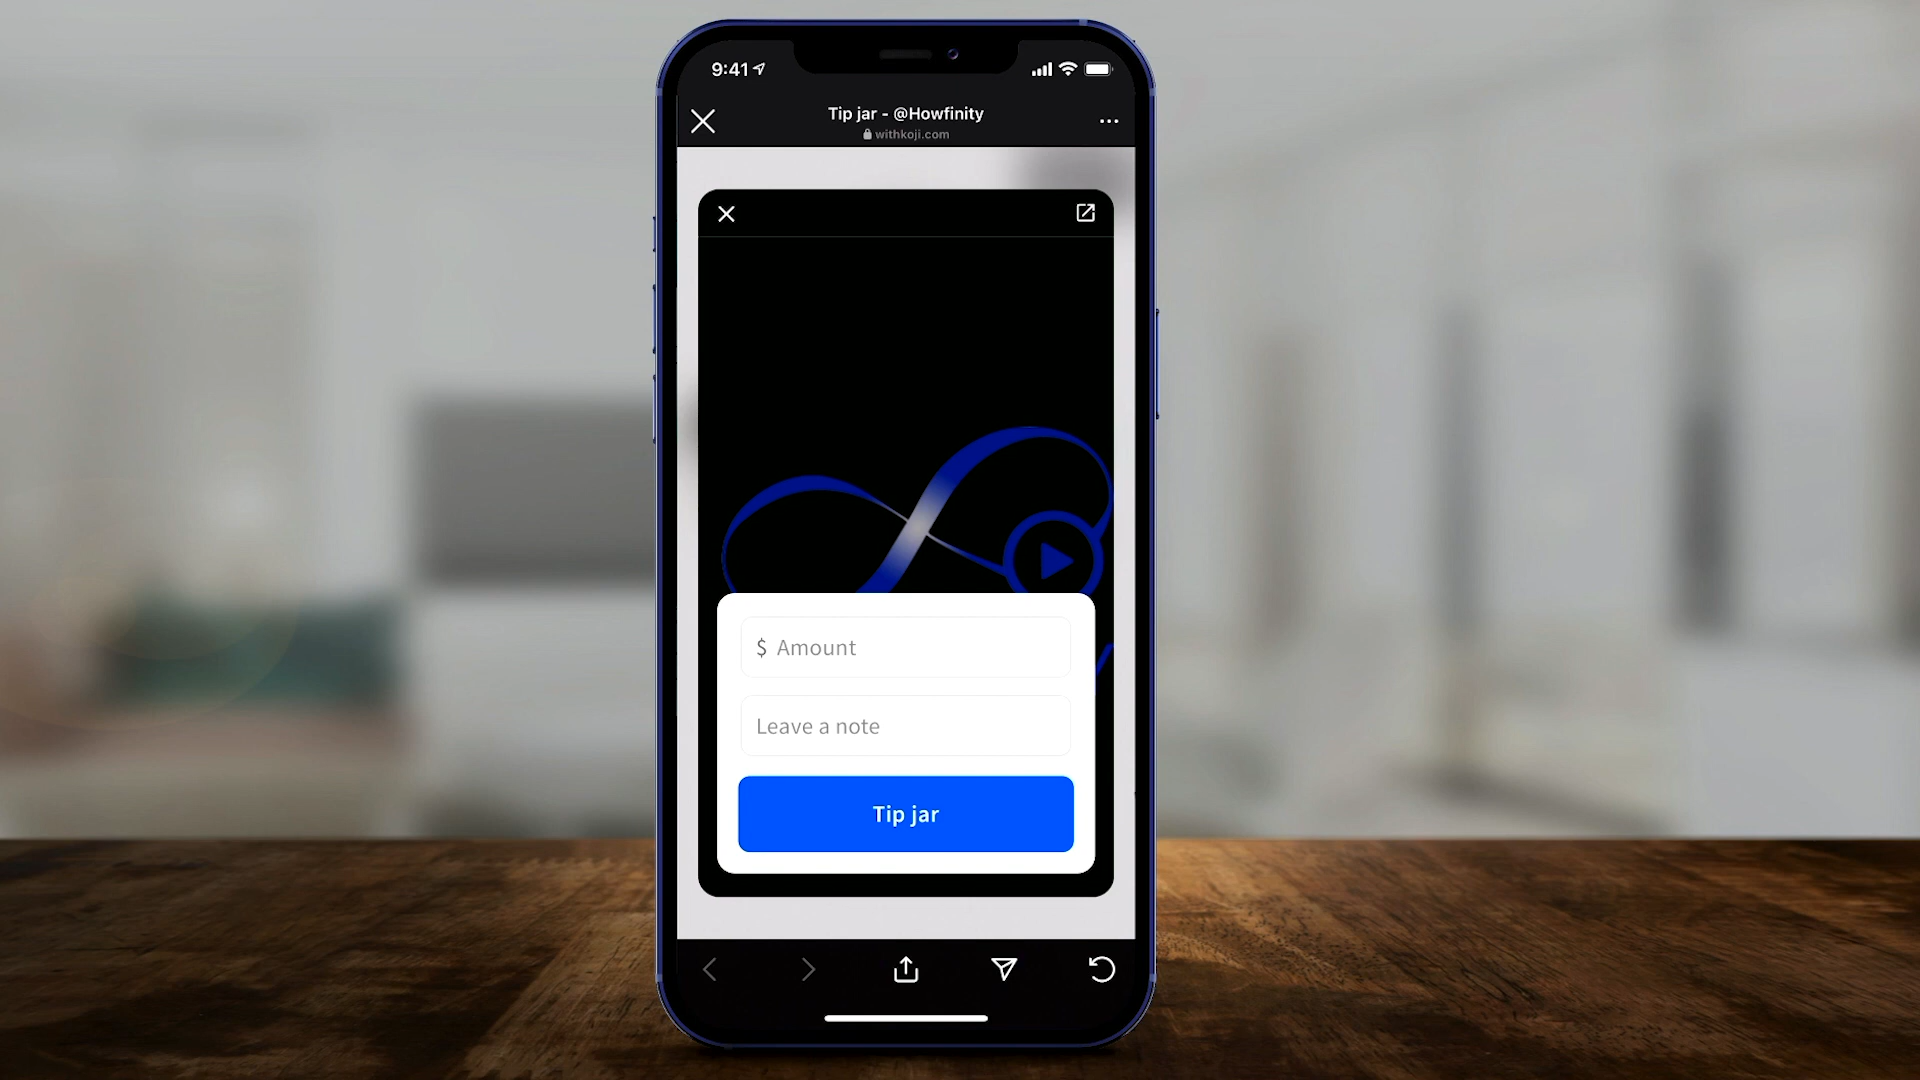 9:41
Tip jar - @Howfinity
withkoji.com
$ Amount
Leave a note
Tip jar